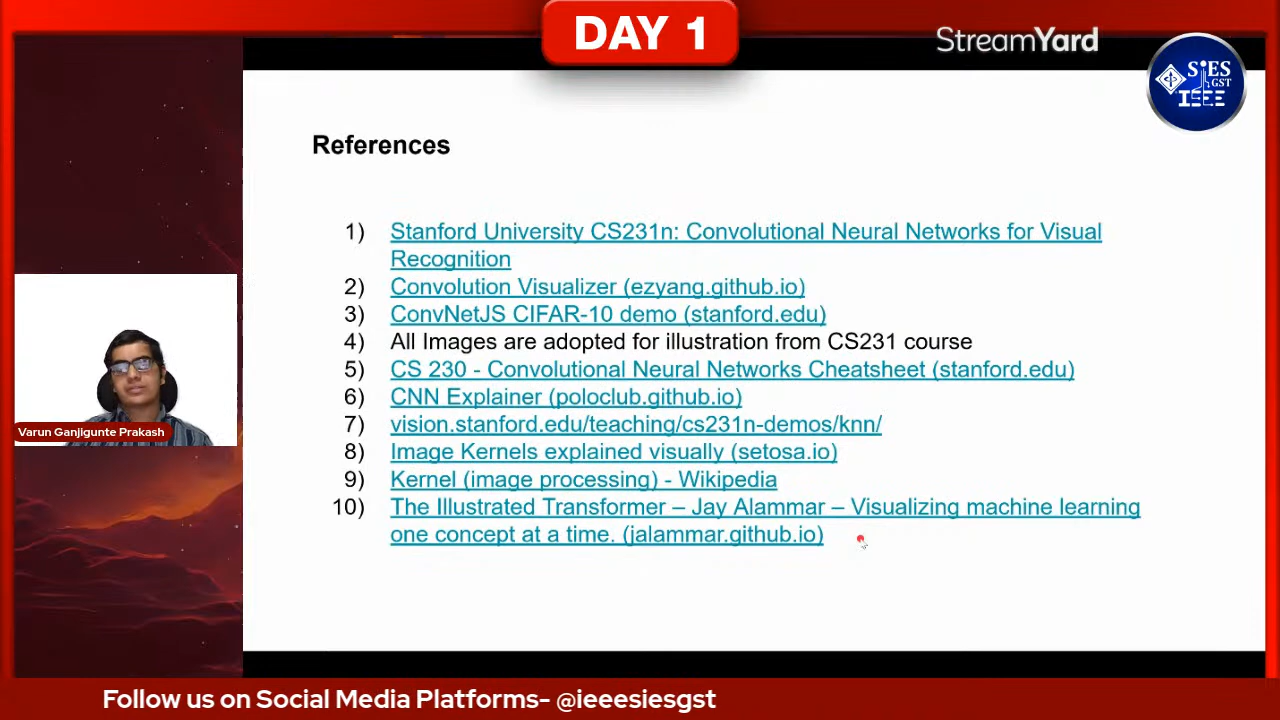 DAY 1
StreamYard
SiES
GST
IEEE
References
1) Stanford University CS231n: Convolutional Neural Networks for Visual
Recognition
2) Convolution Visualizer (ezyang.github.io)
3) ConvNetJS CIFAR-10 demo (stanford.edu)
4) All Images are adopted for illustration from CS231 course
5) CS 230 - Convolutional Neural Networks Cheatsheet (stanford.edu)
6) CNN Explainer (poloclub.github.io)
7) vision.stanford.edu/teaching/cs231n-demos/knn/
8) Image Kernels explained visually (setosa.io)
9) Kernel (image processing) - Wikipedia
10) The Illustrated Transformer – Jay Alammar – Visualizing machine learning
one concept at a time. (jalammar.github.io)
Varun Ganjigunte Prakash
Follow us on Social Media Platforms- @ieeesiesgst